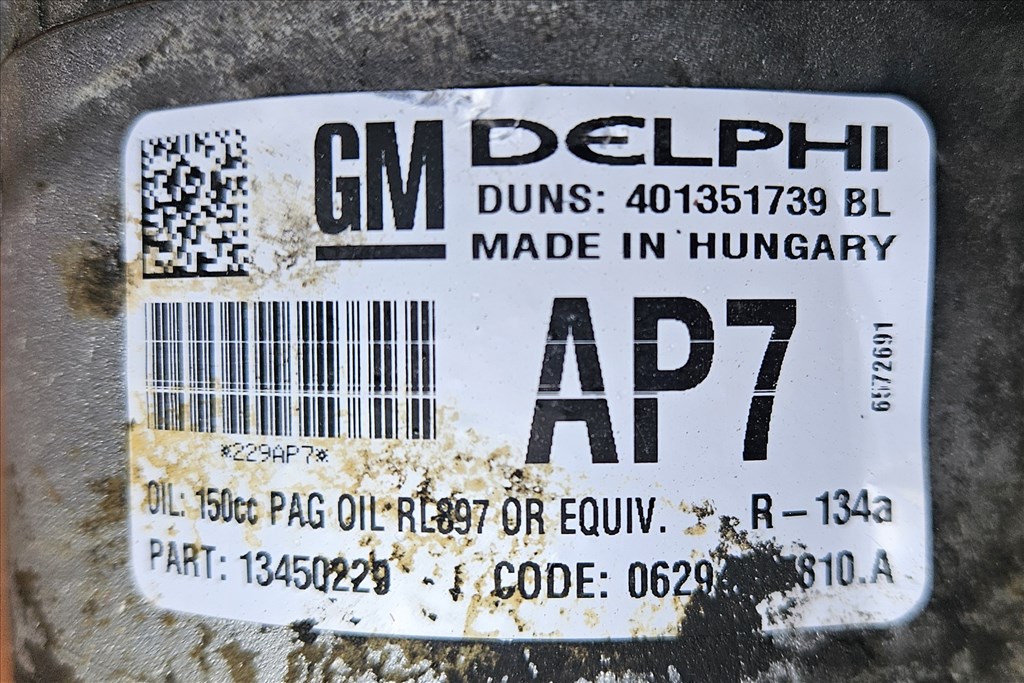 GM DELPHI
DUNS: 401351739 BL
MADE IN HUNGARY
AP7
6572691
*229AP7*
OIL: 150cc PAG OIL RL897 OR EQUIV. R-134a
PART: 13450229 CODE: